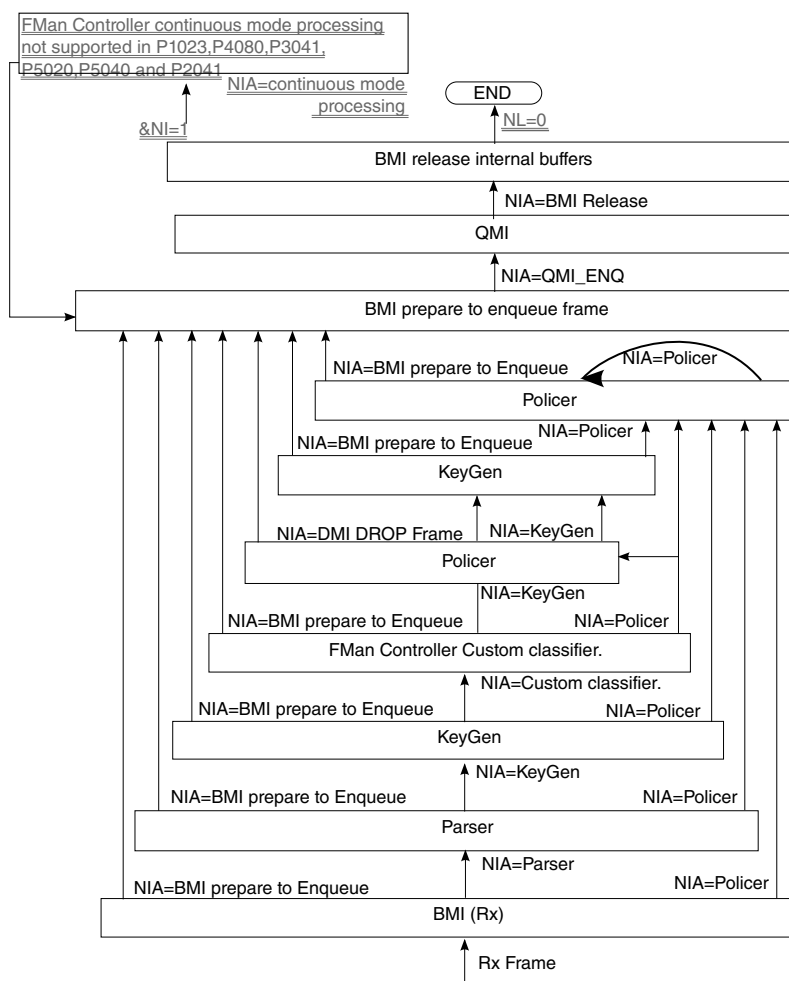 FMan Controller continuous mode processing
not supported in P1023,P4080,P3041,
P5020,P5040 and P2041
NIA=continuous mode
processing
END
&NI=1
NL=0
BMI release internal buffers
NIA=BMI Release
QMI
NIA=QMI_ENQ
BMI prepare to enqueue frame
NIA=BMI prepare to Enqueue
NIA=Policer
Policer
NIA=BMI prepare to Enqueue
NIA=Policer
KeyGen
NIA=DMI DROP Frame
NIA=KeyGen
Policer
NIA=KeyGen
NIA=BMI prepare to Enqueue
NIA=Policer
FMan Controller Custom classifier.
NIA=Custom classifier.
NIA=BMI prepare to Enqueue
NIA=Policer
KeyGen
NIA=KeyGen
NIA=BMI prepare to Enqueue
NIA=Policer
Parser
NIA=Parser
NIA=BMI prepare to Enqueue
NIA=Policer
BMI (Rx)
Rx Frame